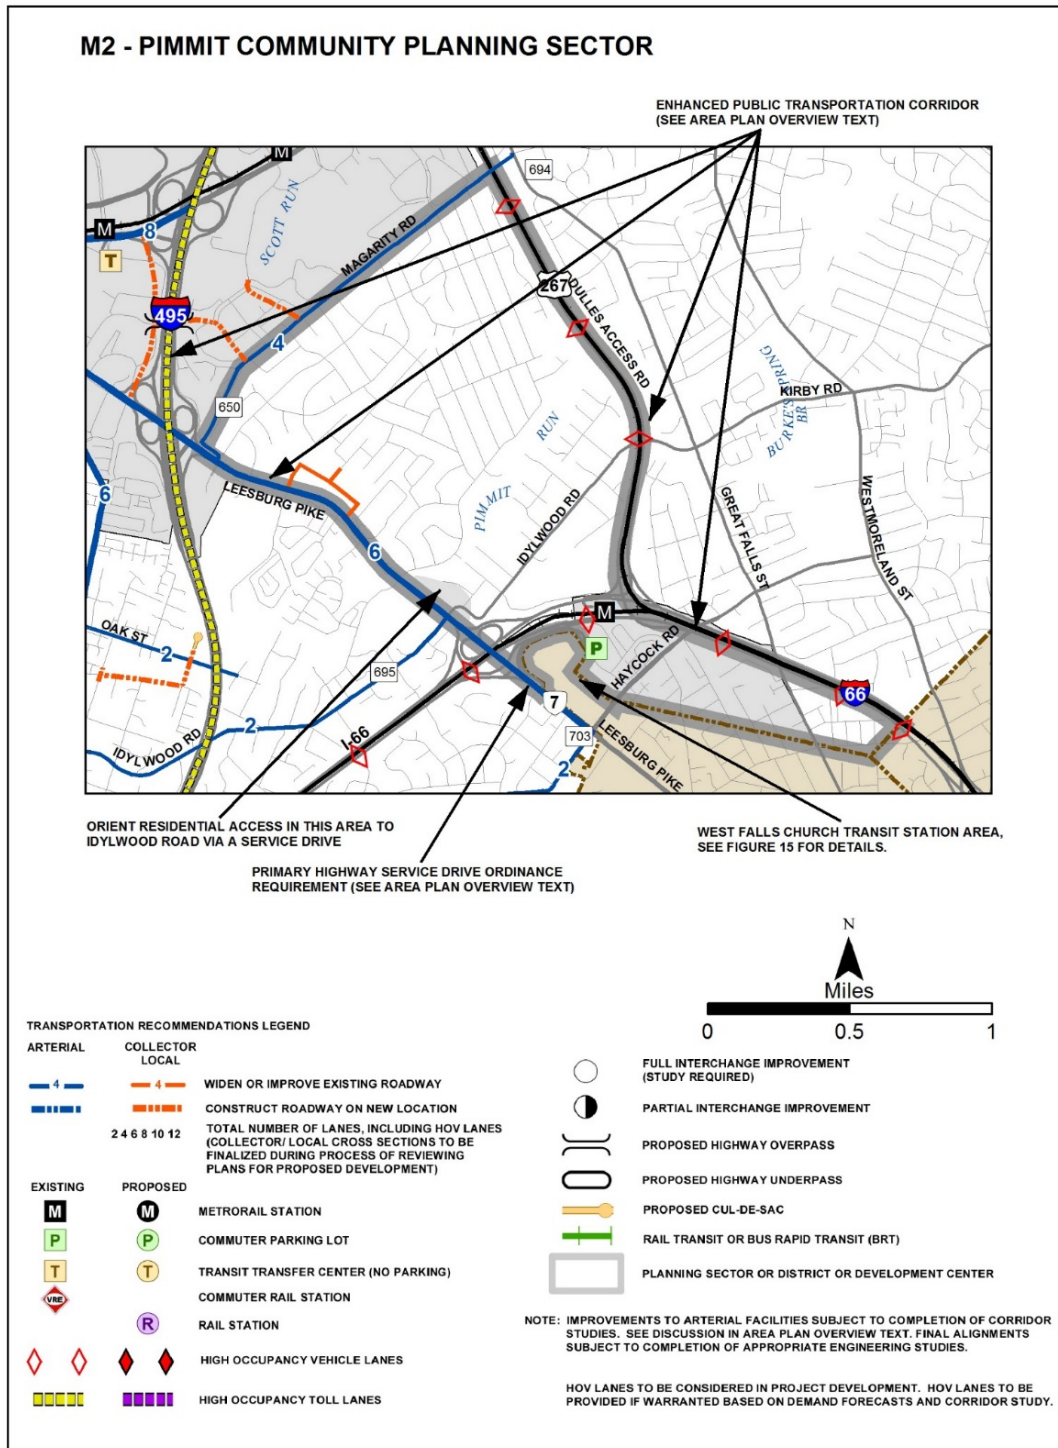 M2 - PIMMIT COMMUNITY PLANNING SECTOR
ENHANCED PUBLIC TRANSPORTATION CORRIDOR
(SEE AREA PLAN OVERVIEW TEXT)
M
694
M
8
T
SCOTT RUN
MAGARITY RD
267
DULLES ACCESS RD
495
4
BURKE'S SPRING
BR
KIRBY RD
650
RUN
PIMMIT
LEESBURG PIKE
6
6
IDYLWOOD RD
GREAT FALLS ST
WESTMORELAND ST
OAK ST
2
M
P
HAYCOCK RD
695
66
7
IDYLWOOD RD
2
I-66
703
2
LEESBURG PIKE
ORIENT RESIDENTIAL ACCESS IN THIS AREA TO
IDYLWOOD ROAD VIA A SERVICE DRIVE
WEST FALLS CHURCH TRANSIT STATION AREA,
SEE FIGURE 15 FOR DETAILS.
PRIMARY HIGHWAY SERVICE DRIVE ORDINANCE
REQUIREMENT (SEE AREA PLAN OVERVIEW TEXT)
N
Miles
0 0.5 1
TRANSPORTATION RECOMMENDATIONS LEGEND
ARTERIAL COLLECTOR
LOCAL
4 4 WIDEN OR IMPROVE EXISTING ROADWAY
CONSTRUCT ROADWAY ON NEW LOCATION
2 4 6 8 10 12 TOTAL NUMBER OF LANES, INCLUDING HOV LANES
(COLLECTOR/ LOCAL CROSS SECTIONS TO BE
FINALIZED DURING PROCESS OF REVIEWING
PLANS FOR PROPOSED DEVELOPMENT)
EXISTING PROPOSED
M M METRORAIL STATION
P P COMMUTER PARKING LOT
T T TRANSIT TRANSFER CENTER (NO PARKING)
VRE COMMUTER RAIL STATION
R RAIL STATION
HIGH OCCUPANCY VEHICLE LANES
HIGH OCCUPANCY TOLL LANES
FULL INTERCHANGE IMPROVEMENT
(STUDY REQUIRED)
PARTIAL INTERCHANGE IMPROVEMENT
PROPOSED HIGHWAY OVERPASS
PROPOSED HIGHWAY UNDERPASS
PROPOSED CUL-DE-SAC
RAIL TRANSIT OR BUS RAPID TRANSIT (BRT)
PLANNING SECTOR OR DISTRICT OR DEVELOPMENT CENTER
NOTE: IMPROVEMENTS TO ARTERIAL FACILITIES SUBJECT TO COMPLETION OF CORRIDOR
STUDIES. SEE DISCUSSION IN AREA PLAN OVERVIEW TEXT. FINAL ALIGNMENTS
SUBJECT TO COMPLETION OF APPROPRIATE ENGINEERING STUDIES.
HOV LANES TO BE CONSIDERED IN PROJECT DEVELOPMENT. HOV LANES TO BE
PROVIDED IF WARRANTED BASED ON DEMAND FORECASTS AND CORRIDOR STUDY.